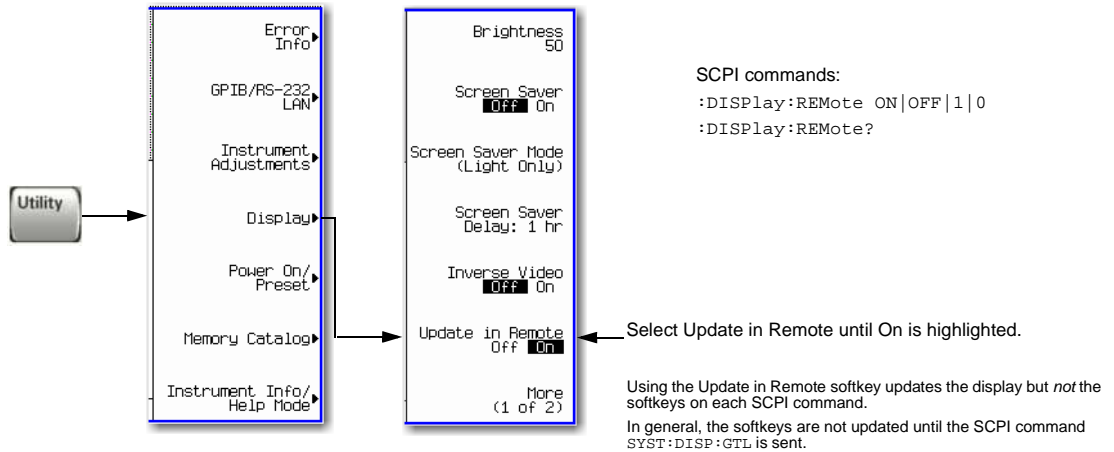 Utility
Error
Info
GPIB/RS-232
LAN
Instrument
Adjustments
Display
Power On/
Preset
Memory Catalog
Instrument Info/
Help Mode
Brightness
50
Screen Saver
Off On
Screen Saver Mode
(Light Only)
Screen Saver
Delay: 1 hr
Inverse Video
Off On
Update in Remote
Off On
More
(1 of 2)
SCPI commands:
:DISPlay:REMote ON|OFF|1|0
:DISPlay:REMote?
Select Update in Remote until On is highlighted.
Using the Update in Remote softkey updates the display but not the
softkeys on each SCPI command.
In general, the softkeys are not updated until the SCPI command
SYST:DISP:GTL is sent.